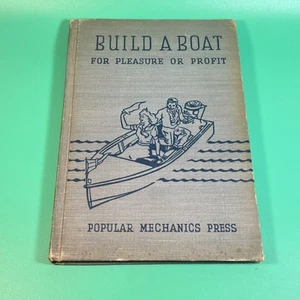 BUILD A BOAT
FOR PLEASURE OR PROFIT
POPULAR MECHANICS PRESS